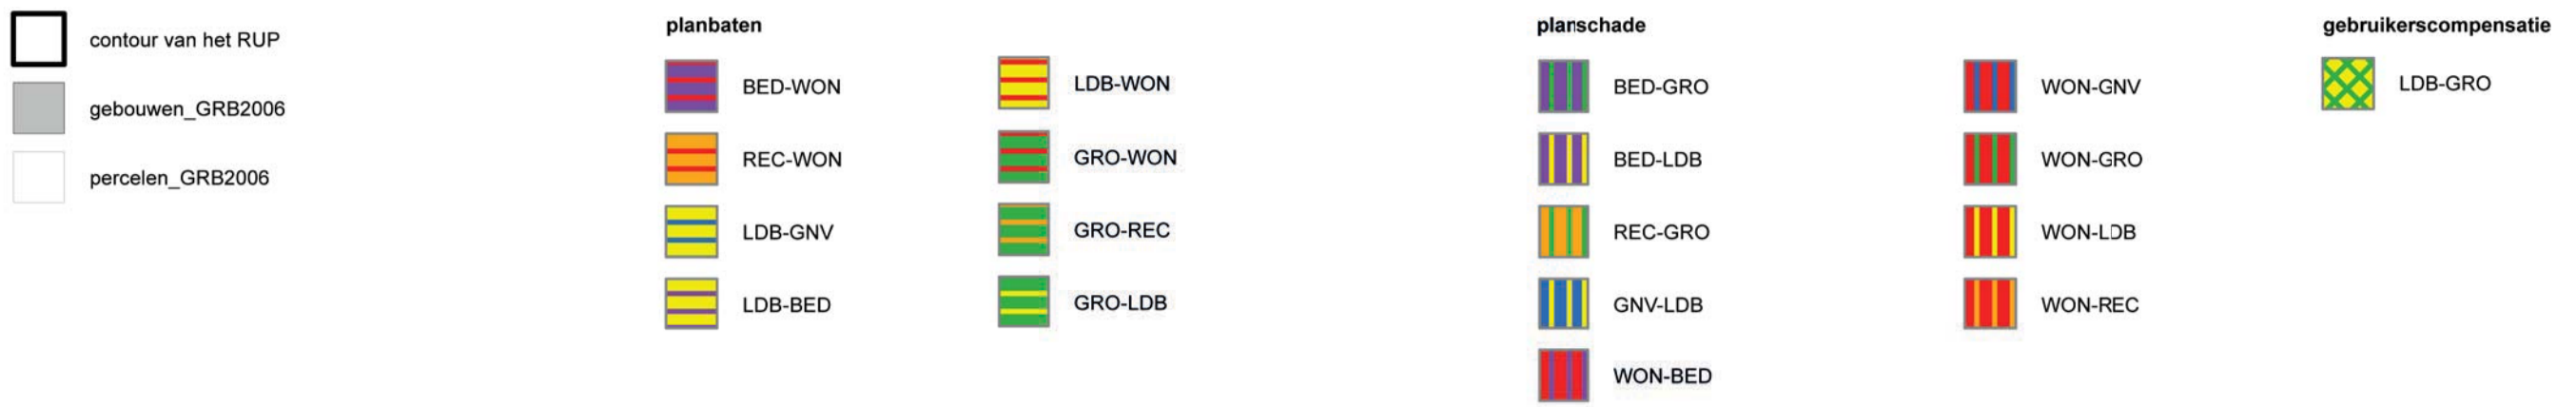 contour van het RUP
gebouwen_GRB2006
percelen_GRB2006
planbaten
BED-WON
REC-WON
LDB-GNV
LDB-BED
LDB-WON
GRO-WON
GRO-REC
GRO-LDB
planschade
BED-GRO
BED-LDB
REC-GRO
GNV-LDB
WON-BED
WON-GNV
WON-GRO
WON-LDB
WON-REC
gebruikerscompensatie
LDB-GRO